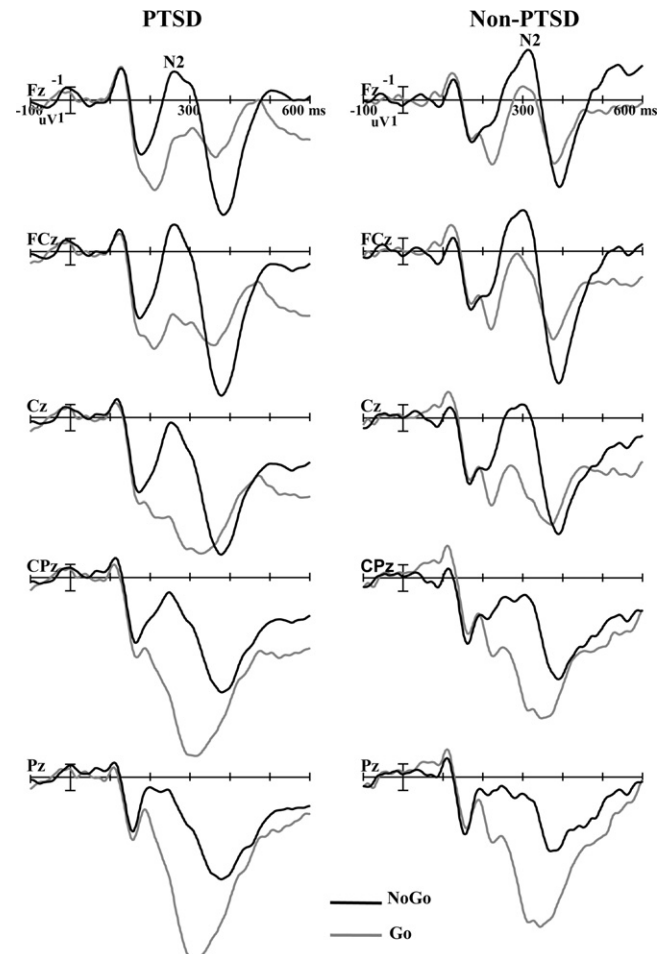 PTSD Non-PTSD
N2 N2
Fz -1 Fz -1
-100 300 600 ms -100 300 600 ms
uV1 uV1
FCz FCz
Cz Cz
CPz CPz
Pz Pz
NoGo
Go